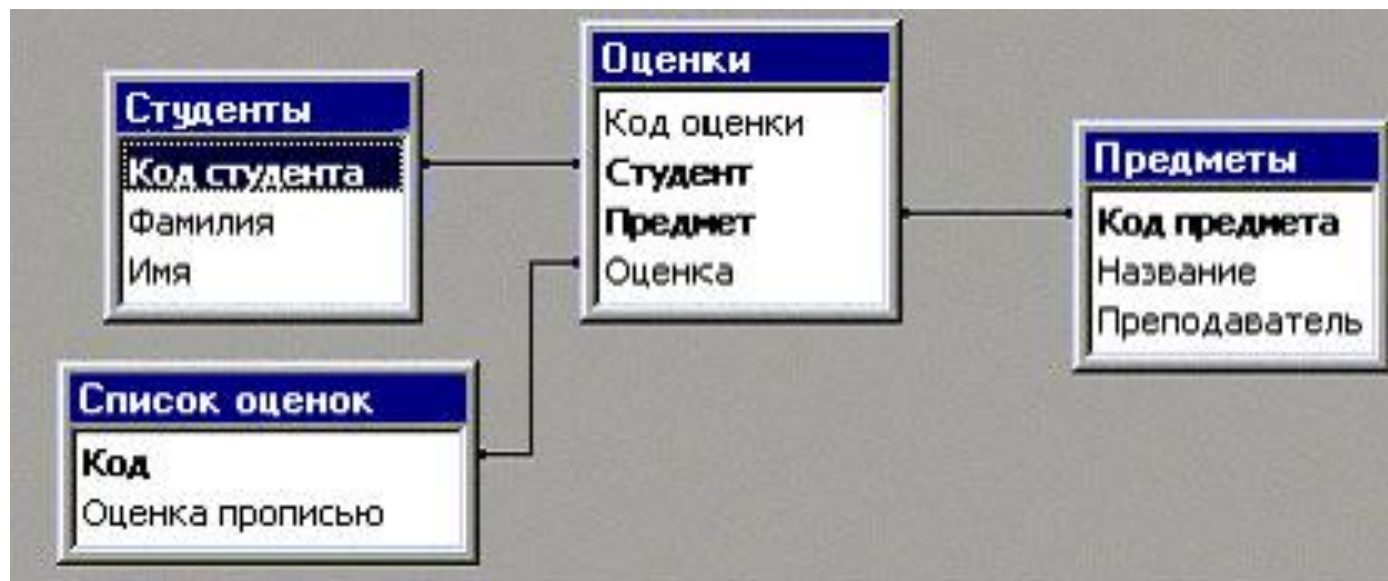 Студенты
Код студента
Фамилия
Имя
Оценки
Код оценки
Студент
Предмет
Оценка
Предметы
Код предмета
Название
Преподаватель
Список оценок
Код
Оценка прописью